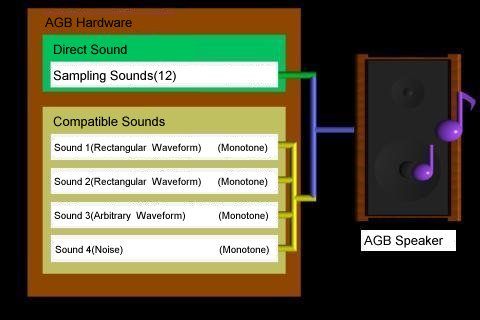 AGB Hardware
Direct Sound
Sampling Sounds(12)
Compatible Sounds
Sound 1(Rectangular Waveform) (Monotone)
Sound 2(Rectangular Waveform) (Monotone)
Sound 3(Arbitrary Waveform) (Monotone)
Sound 4(Noise) (Monotone)
AGB Speaker